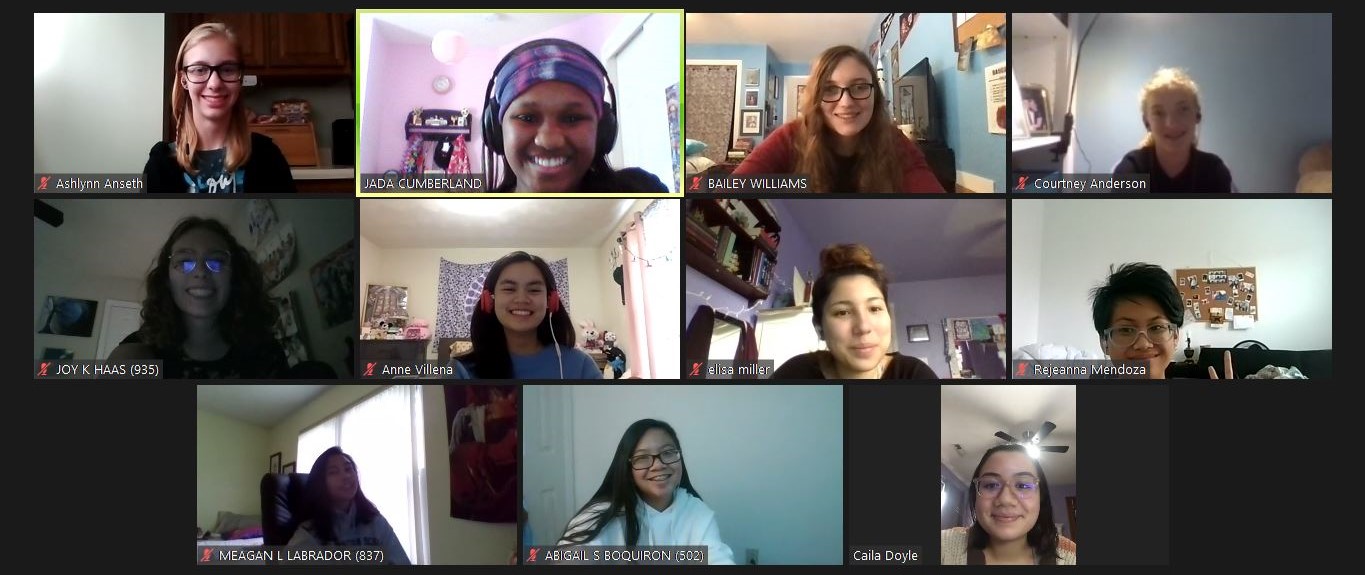 Ashlynn Anseth
JADA CUMBERLAND
BAILEY WILLIAMS
Courtney Anderson
JOY K HAAS (935)
Anne Villena
elisa miller
Rejeanna Mendoza
MEAGAN L LABRADOR (837)
ABIGAIL S BOQUIRON (502)
Caila Doyle